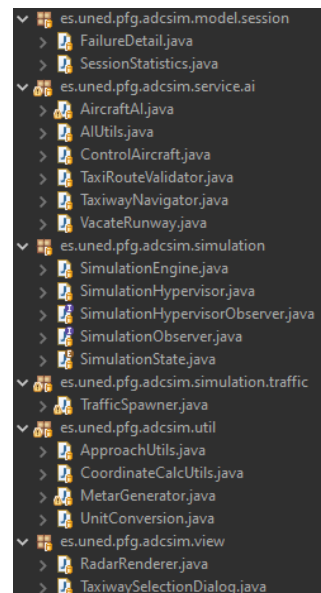 es.uned.pfg.adcsim.model.session
FailureDetail.java
SessionStatistics.java
es.uned.pfg.adcsim.service.ai
AircraftAI.java
AIUtils.java
ControlAircraft.java
TaxiRouteValidator.java
TaxiwayNavigator.java
VacateRunway.java
es.uned.pfg.adcsim.simulation
SimulationEngine.java
SimulationHypervisor.java
SimulationHypervisorObserver.java
SimulationObserver.java
SimulationState.java
es.uned.pfg.adcsim.simulation.traffic
TrafficSpawner.java
es.uned.pfg.adcsim.util
ApproachUtils.java
CoordinateCalcUtils.java
MetarGenerator.java
UnitConversion.java
es.uned.pfg.adcsim.view
RadarRenderer.java
TaxiwaySelectionDialog.java